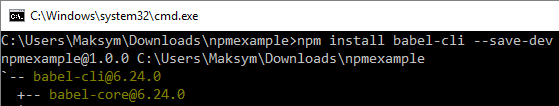 C:\Windows\system32\cmd.exe
C:\Users\Maksym\Downloads\npmexample>npm install babel-cli --save-dev
npmexample@1.0.0 C:\Users\Maksym\Downloads\npmexample
`-- babel-cli@6.24.0
+-- babel-core@6.24.0